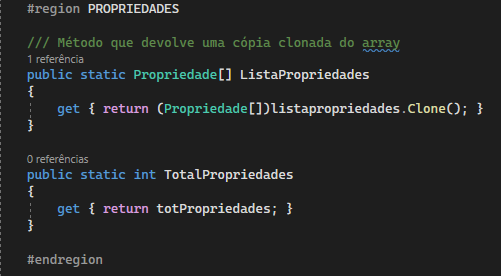 #region PROPRIEDADES
/// Método que devolve uma cópia clonada do array
1 referência
public static Propriedade[] ListaPropriedades
{
get { return (Propriedade[])listapropriedades.Clone(); }
}
0 referências
public static int TotalPropriedades
{
get { return totPropriedades; }
}
#endregion